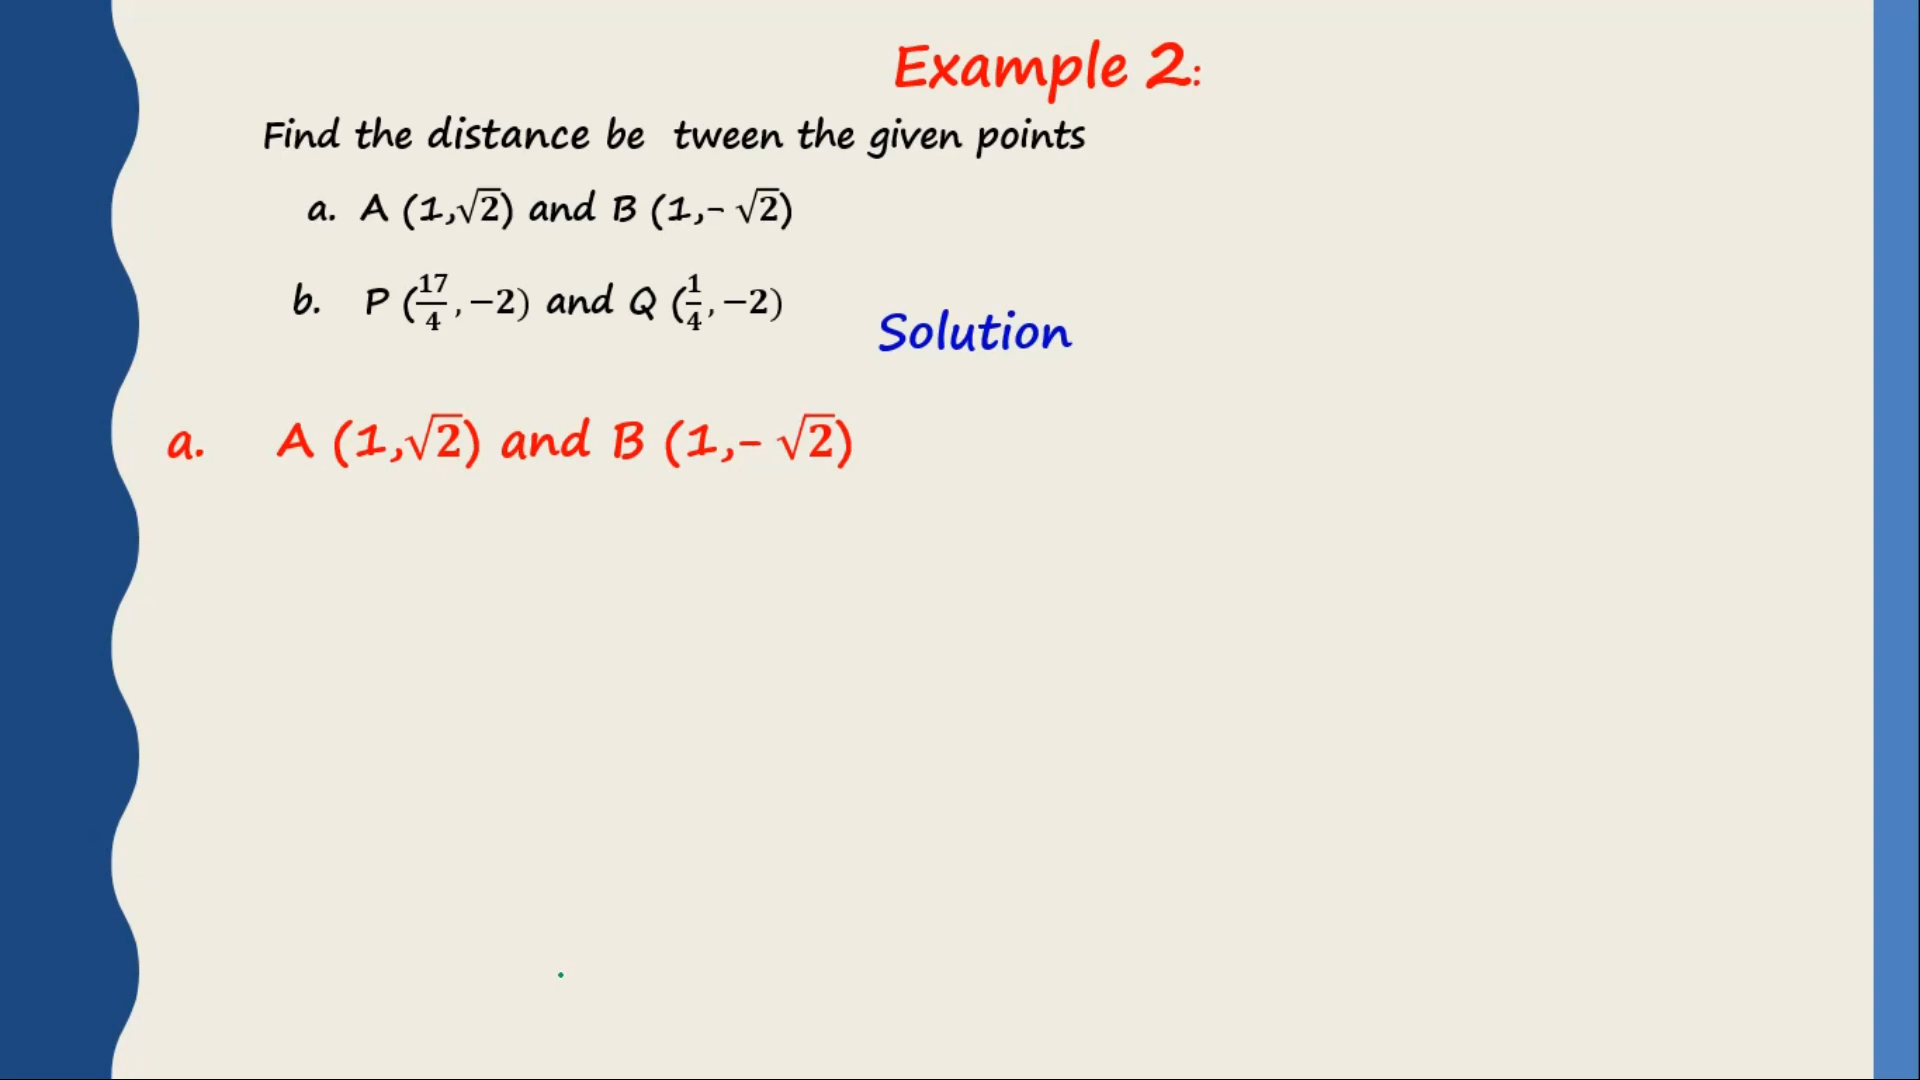 Example 2:
Find the distance be tween the given points
a. A (1,√2) and B (1,- √2)
b. P (17/4, −2) and Q (1/4, −2)
Solution
a. A (1,√2) and B (1,- √2)